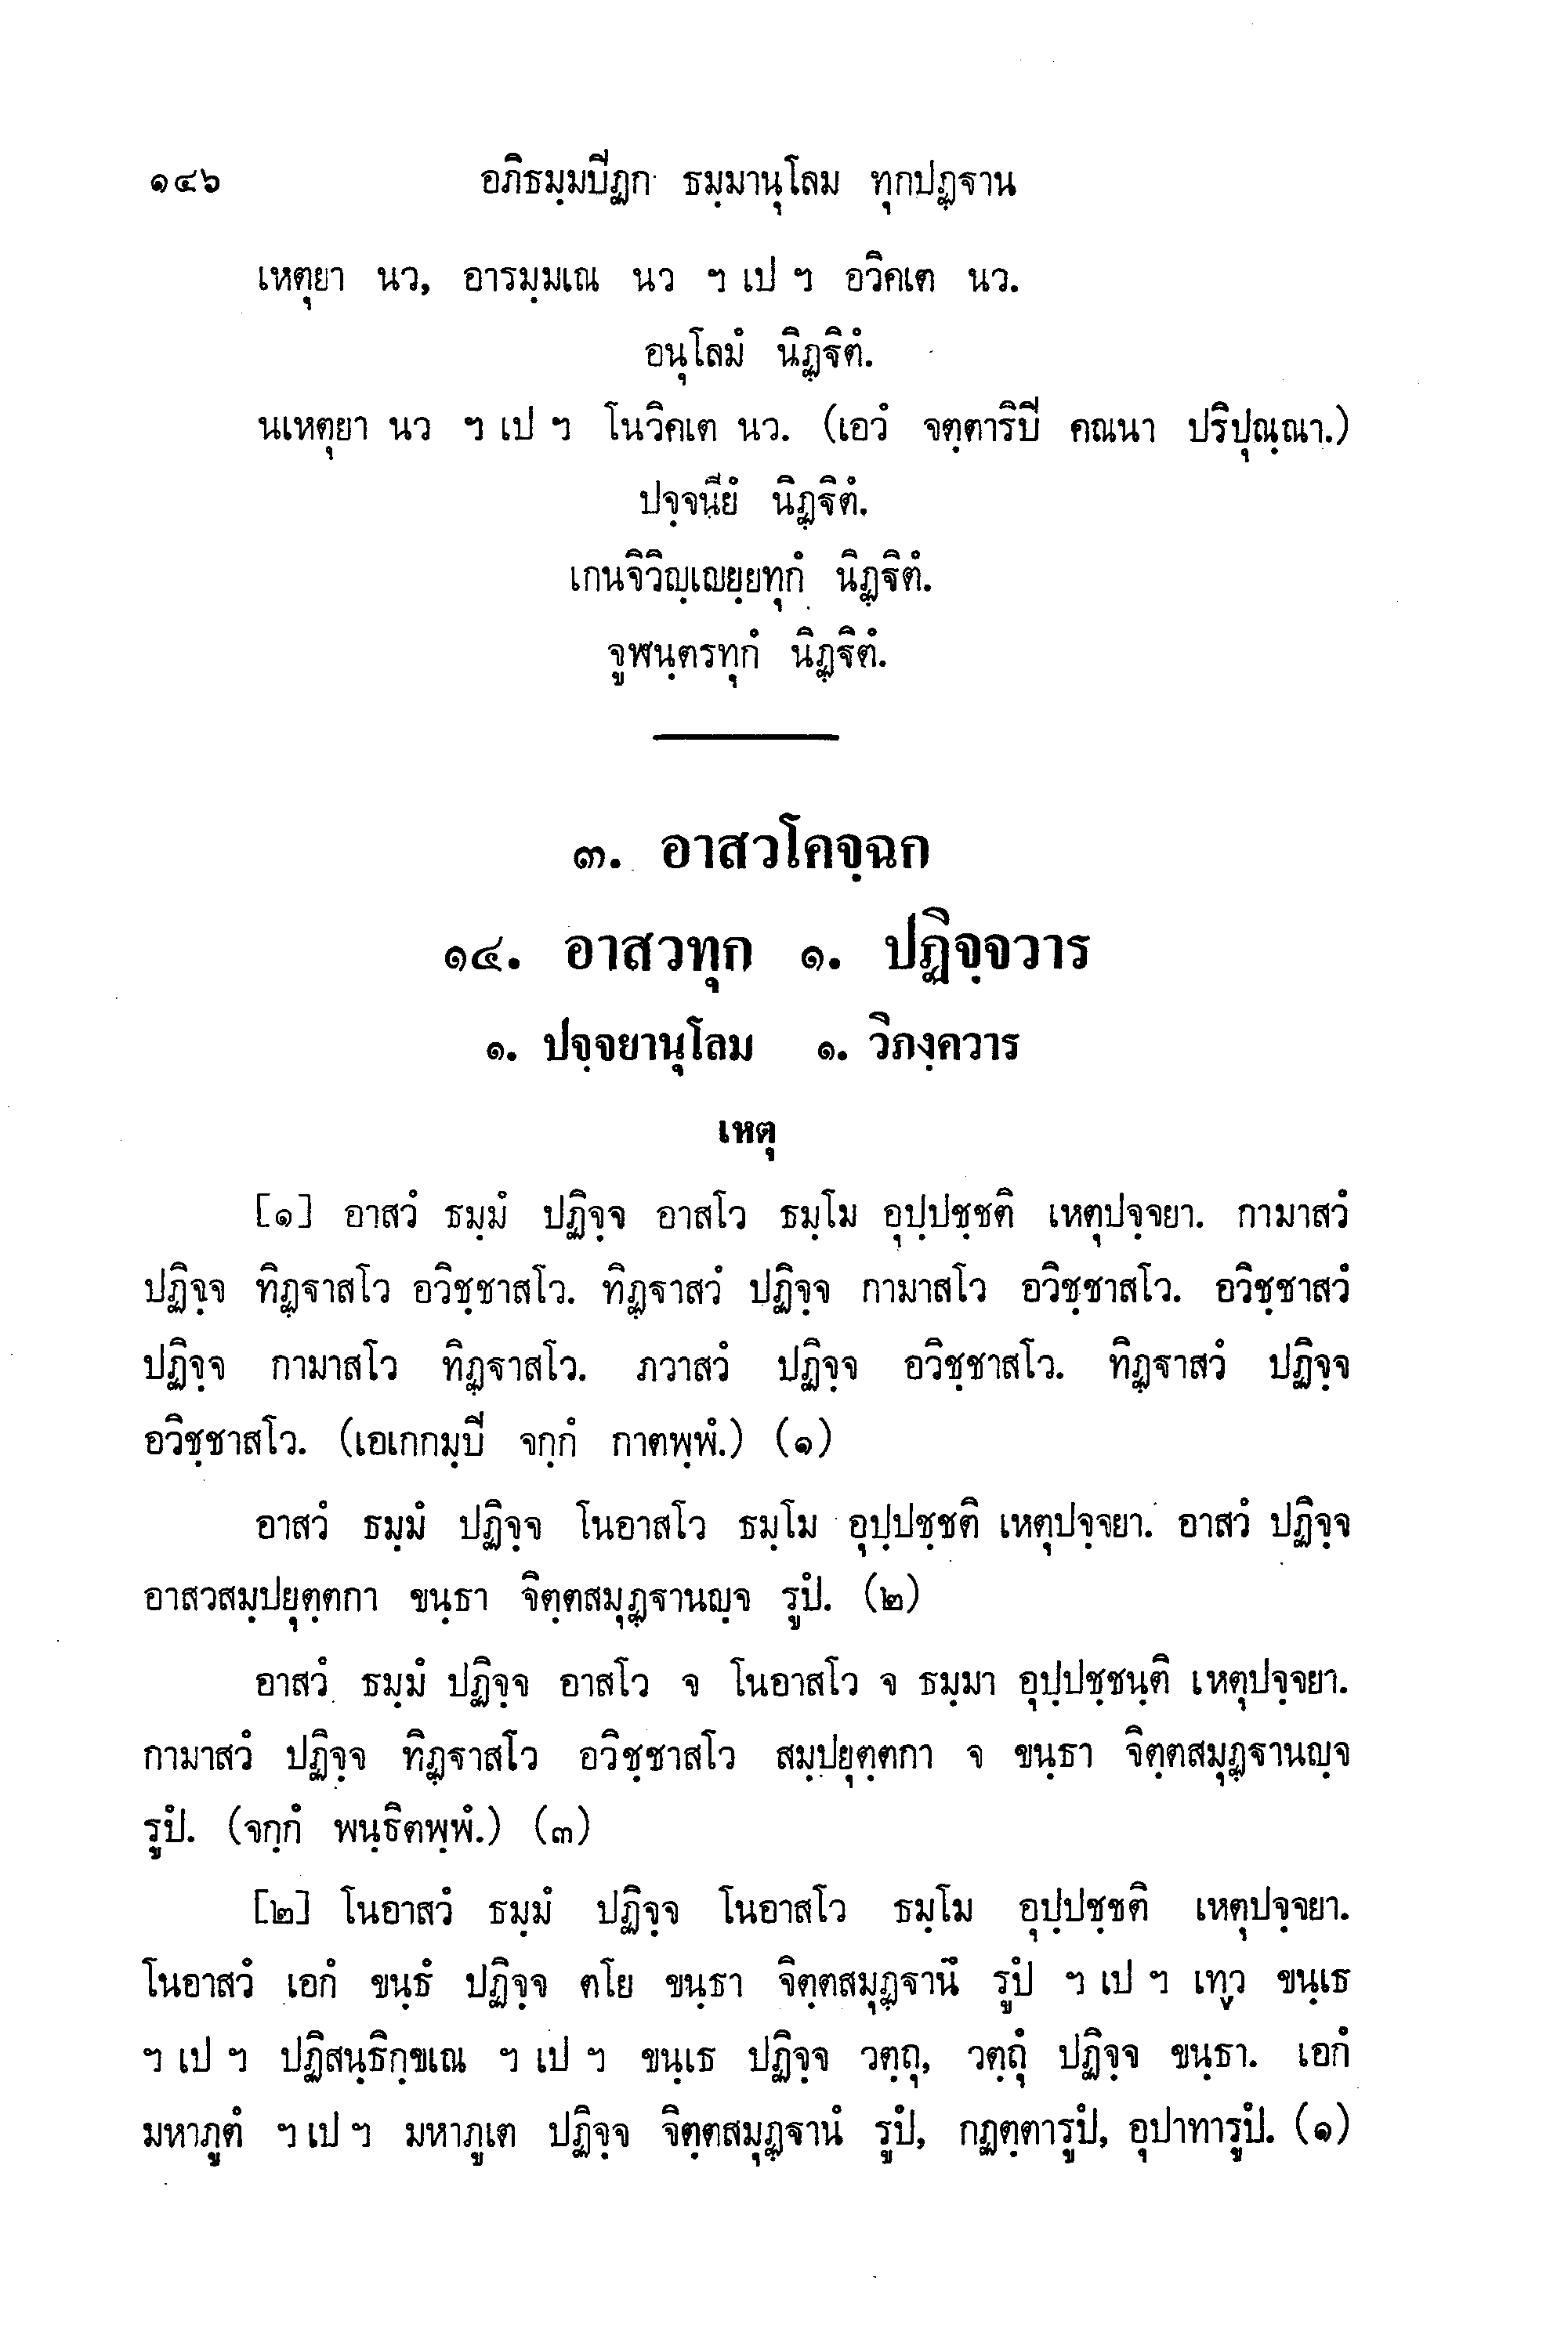 ๑๔๖ อภิธมฺมปิฏก ธมฺมานุโลม ทุกปฏฺฐาน
เหตุยา นว, อารมฺมเณ นว ฯ เป ฯ อวิคเต นว.
อนุโลมํ นิฏฺฐิตํ.
นเหตุยา นว ฯ เป ฯ โนวิคเต นว. (เอวํ จตฺตาริปิ คณนา ปริปุณฺณา.)
ปจฺจนียํ นิฏฺฐิตํ.
เกนจิวิญฺเญยฺยทุกํ นิฏฺฐิตํ.
จูฬนฺตรทุกํ นิฏฺฐิตํ.
๓. อาสวโคจฺฉก
๑๔. อาสวทุก ๑. ปฏิจฺจวาร
๑. ปจฺจยานุโลม ๑. วิภงฺควาร
เหตุ
[๑] อาสวํ ธมฺมํ ปฏิจฺจ อาสโว ธมฺโม อุปฺปชฺชติ เหตุปจฺจยา. กามาสวํ
ปฏิจฺจ ทิฏฺฐาสโว อวิชฺชาสโว. ทิฏฺฐาสวํ ปฏิจฺจ กามาสโว อวิชฺชาสโว. อวิชฺชาสวํ
ปฏิจฺจ กามาสโว ทิฏฺฐาสโว. ภวาสวํ ปฏิจฺจ อวิชฺชาสโว. ทิฏฺฐาสวํ ปฏิจฺจ
อวิชฺชาสโว. (เอเกกมฺปิ จกฺกํ กาตพฺพํ.) (๑)
อาสวํ ธมฺมํ ปฏิจฺจ โนอาสโว ธมฺโม อุปฺปชฺชติ เหตุปจฺจยา. อาสวํ ปฏิจฺจ
อาสวสมฺปยุตฺตกา ขนฺธา จิตฺตสมุฏฺฐานญฺจ รูปํ. (๒)
อาสวํ ธมฺมํ ปฏิจฺจ อาสโว จ โนอาสโว จ ธมฺมา อุปฺปชฺชนฺติ เหตุปจฺจยา.
กามาสวํ ปฏิจฺจ ทิฏฺฐาสโว อวิชฺชาสโว สมฺปยุตฺตกา จ ขนฺธา จิตฺตสมุฏฺฐานญฺจ
รูปํ. (จกฺกํ พนฺธิตพฺพํ.) (๓)
[๒] โนอาสวํ ธมฺมํ ปฏิจฺจ โนอาสโว ธมฺโม อุปฺปชฺชติ เหตุปจฺจยา.
โนอาสวํ เอกํ ขนฺธํ ปฏิจฺจ ตโย ขนฺธา จิตฺตสมุฏฺฐานํ รูปํ ฯ เป ฯ เทฺว ขนฺเธ
ฯ เป ฯ ปฏิสนฺธิกฺขเณ ฯ เป ฯ ขนฺเธ ปฏิจฺจ วตฺถุ, วตฺถุํ ปฏิจฺจ ขนฺธา. เอกํ
มหาภูตํ ฯ เป ฯ มหาภูเต ปฏิจฺจ จิตฺตสมุฏฺฐานํ รูปํ, กฏตฺตารูปํ, อุปาทารูปํ. (๑)